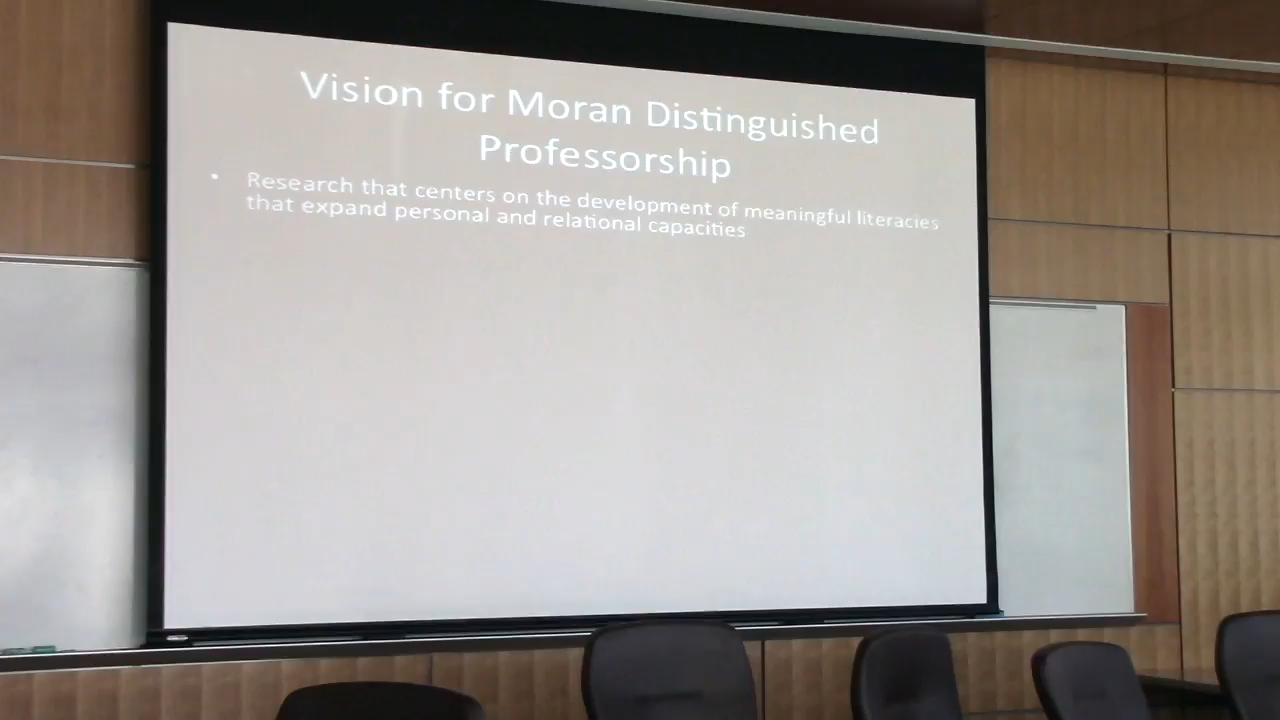 Vision for Moran Distinguished
Professorship
• Research that centers on the development of meaningful literacies
that expand personal and relational capacities